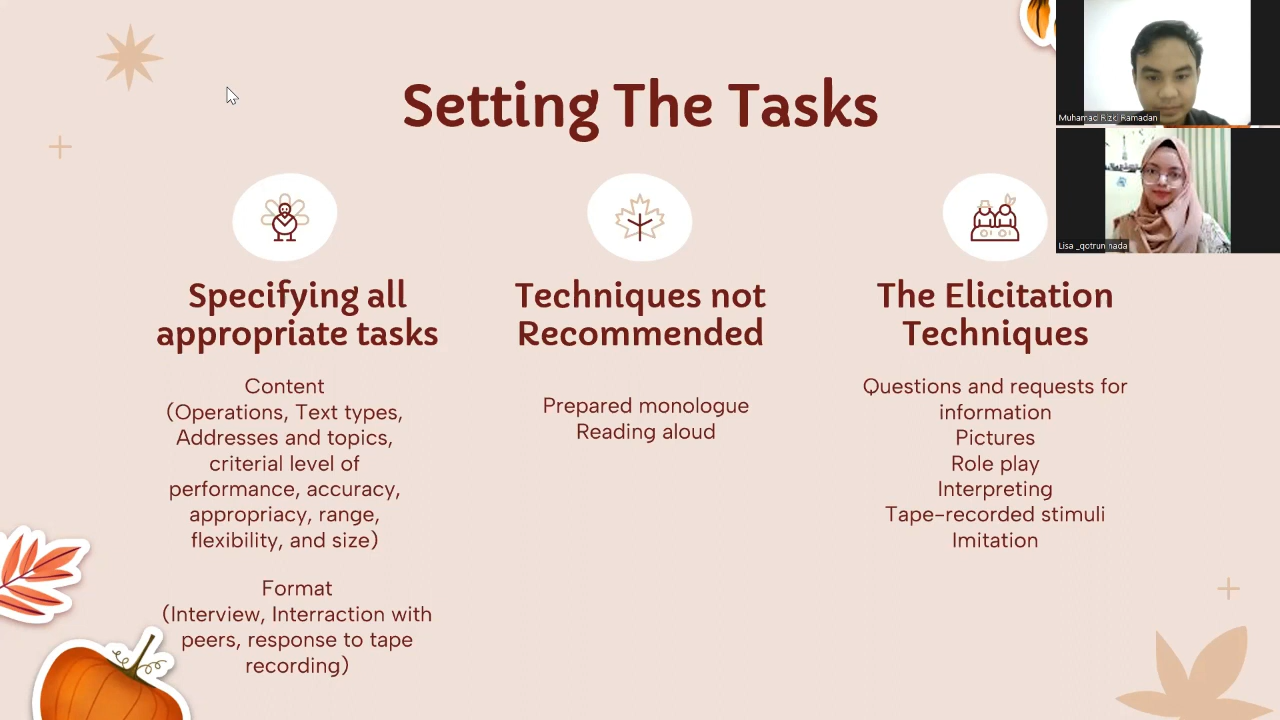 Setting The Tasks
Specifying all
appropriate tasks
Content
(Operations, Text types,
Addresses and topics,
criterial level of
performance, accuracy,
appropriacy, range,
flexibility, and size)
Format
(Interview, Interraction with
peers, response to tape
recording)
Techniques not
Recommended
Prepared monologue
Reading aloud
The Elicitation
Techniques
Questions and requests for
information
Pictures
Role play
Interpreting
Tape-recorded stimuli
Imitation
Muhamad Rizki Ramadan
Lisa _qotrun nada